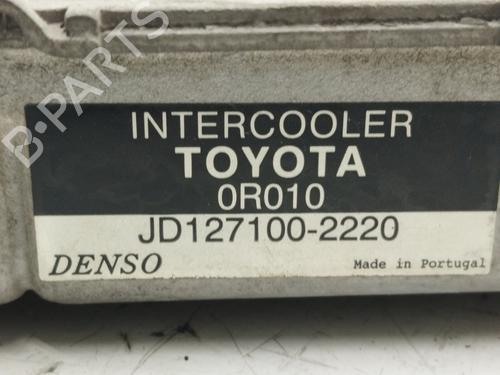 B-PARTS
INTERCOOLER
TOYOTA
0R010
JD127100-2220
DENSO
Made in Portugal